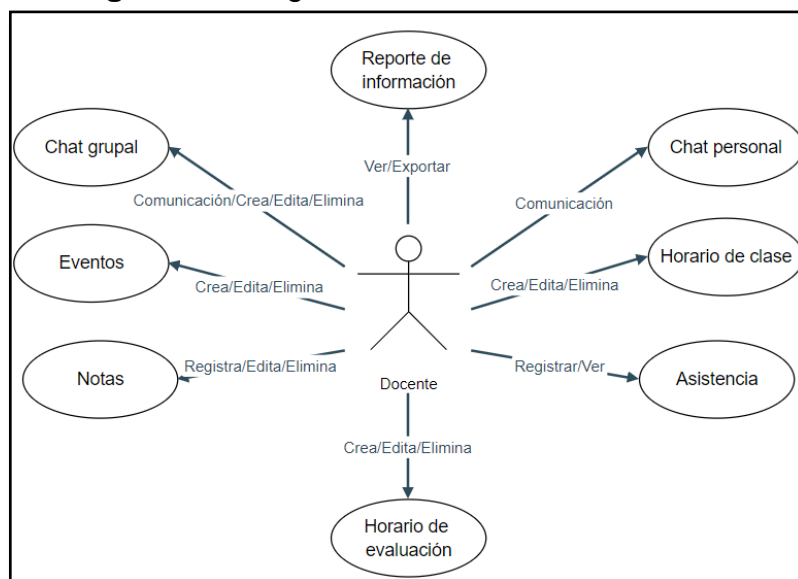 Reporte de
información
Chat grupal
Chat personal
Ver/Exportar
Comunicación/Crea/Edita/Elimina
Comunicación
Eventos
Horario de clase
Crea/Edita/Elimina
Crea/Edita/Elimina
Notas
Registra/Edita/Elimina
Registrar/Ver
Asistencia
Docente
Crea/Edita/Elimina
Horario de
evaluación